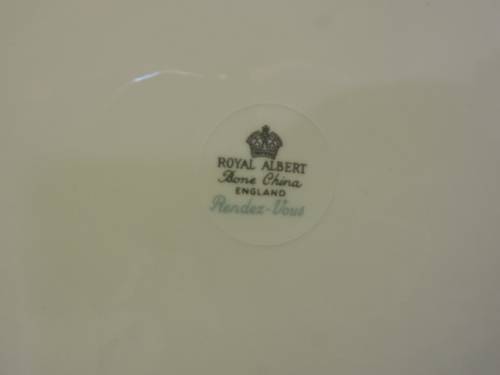 ROYAL ALBERT
Bone China
ENGLAND
Rendez-Vous